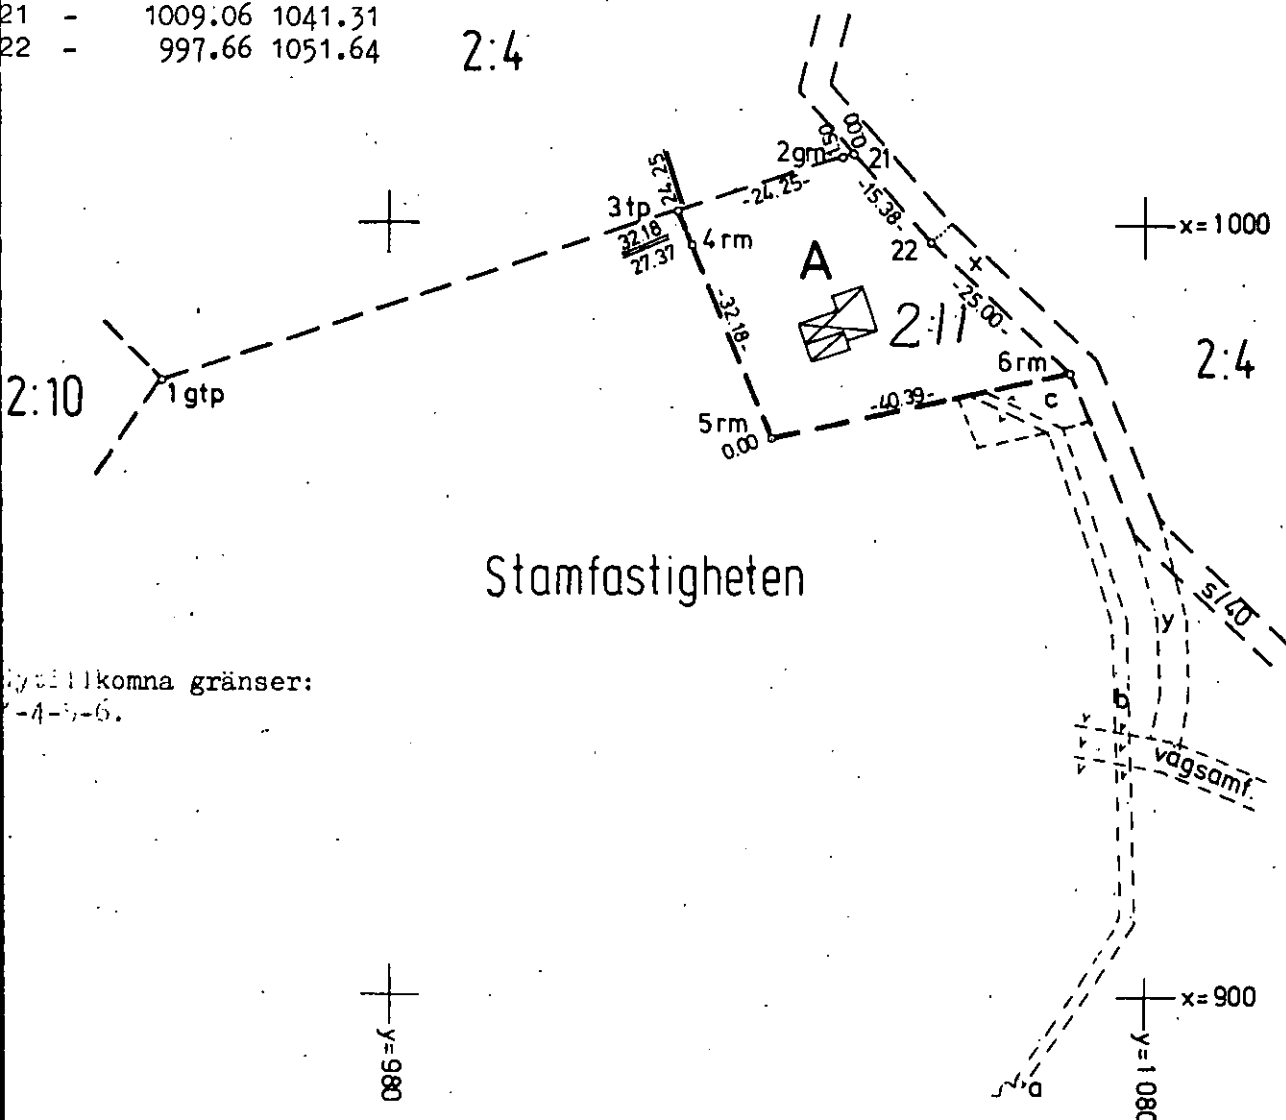 21 - 1009.06 1041.31
22 - 997.66 1051.64
2:4
0.00
1.50
2gm
21
24.25
-24.25-
-15.38-
3tp
32.18
27.37
4rm
22
x=1000
A
x
-25.00-
-32.18-
2:11
6rm
2:4
2:10
1gtp
-40.39-
c
5rm
0.00
Stamfastigheten
s/40
y
komna gränser:
-4-5-6.
b
v v
v v
v v
vägsamf.
x=900
y=980
y=1080
a